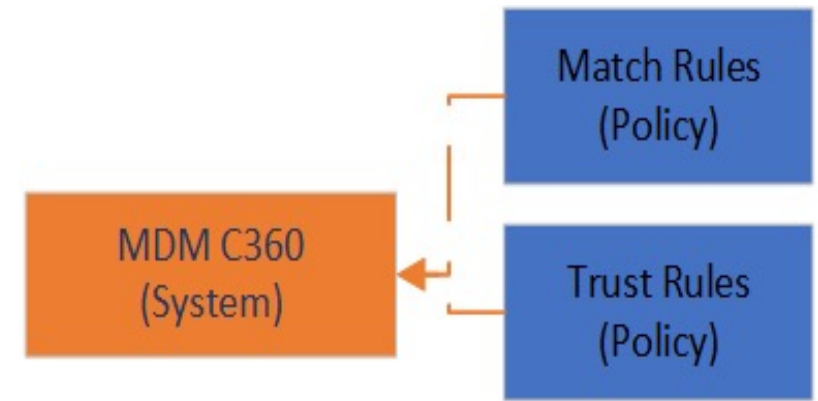 Match Rules
(Policy)
MDM C360
(System)
Trust Rules
(Policy)